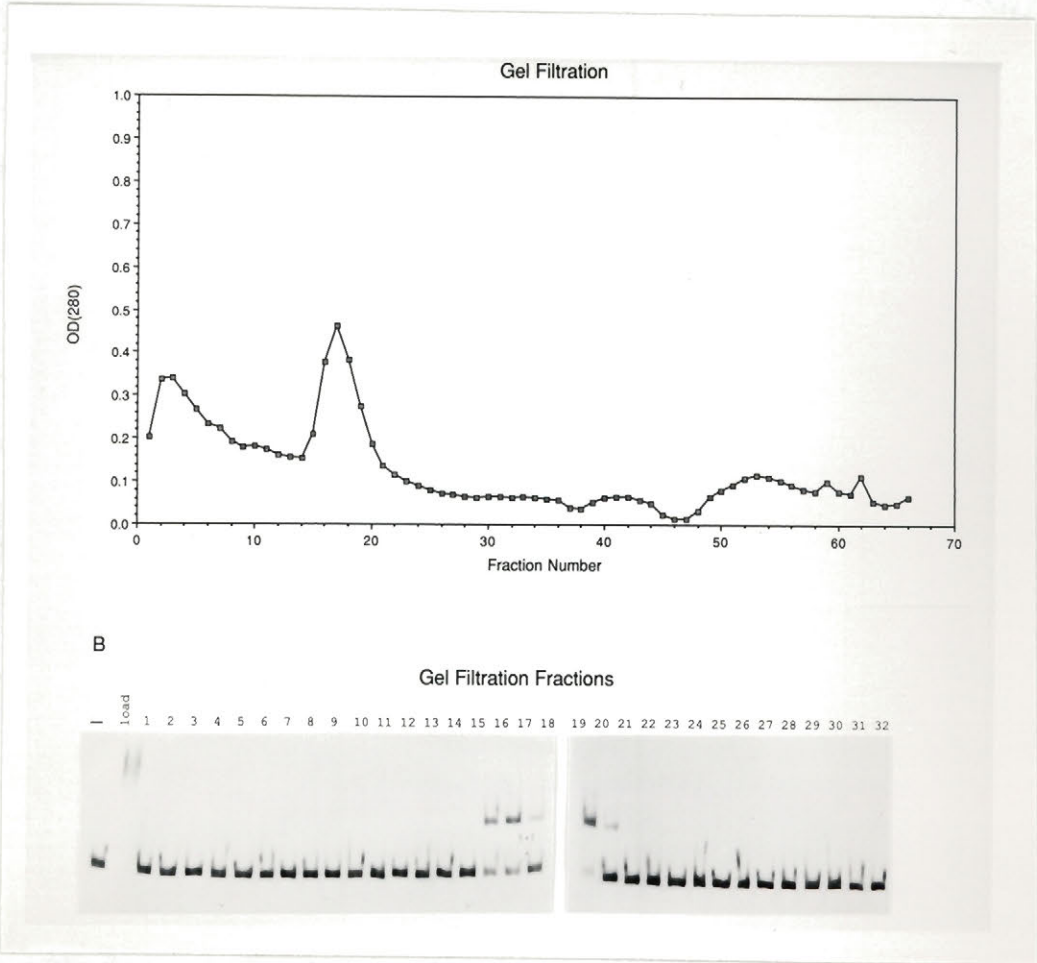 Gel Filtration
1.0
0.9
0.8
0.7
0.6
0.5
0.4
0.3
0.2
0.1
0.0
OD(280)
0 10 20 30 40 50 60 70
Fraction Number
B
Gel Filtration Fractions
— load 1 2 3 4 5 6 7 8 9 10 11 12 13 14 15 16 17 18 19 20 21 22 23 24 25 26 27 28 29 30 31 32